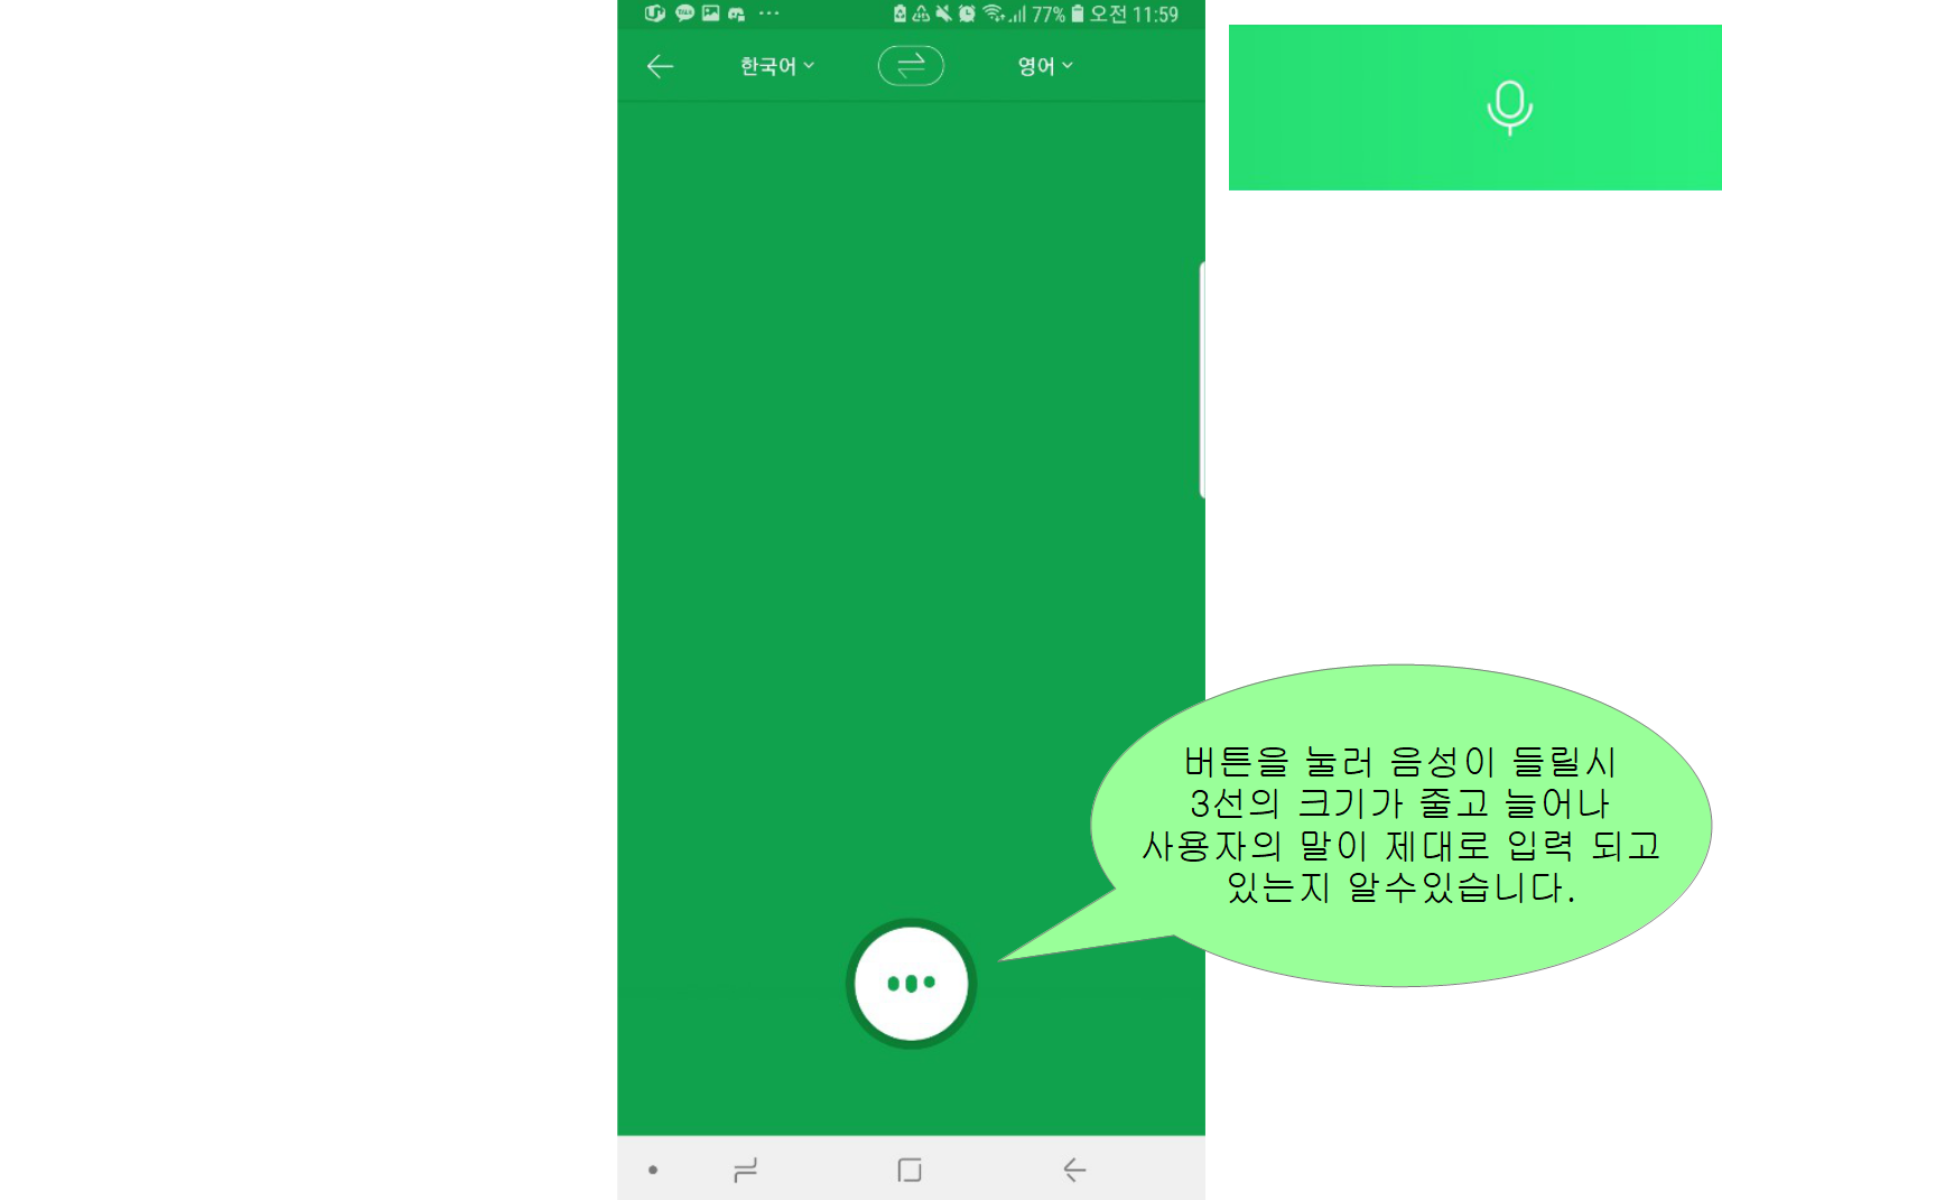 77% 오전 11:59
한국어 영어
버튼을 눌러 음성이 들릴시
3선의 크기가 줄고 늘어나
사용자의 말이 제대로 입력 되고
있는지 알수있습니다.